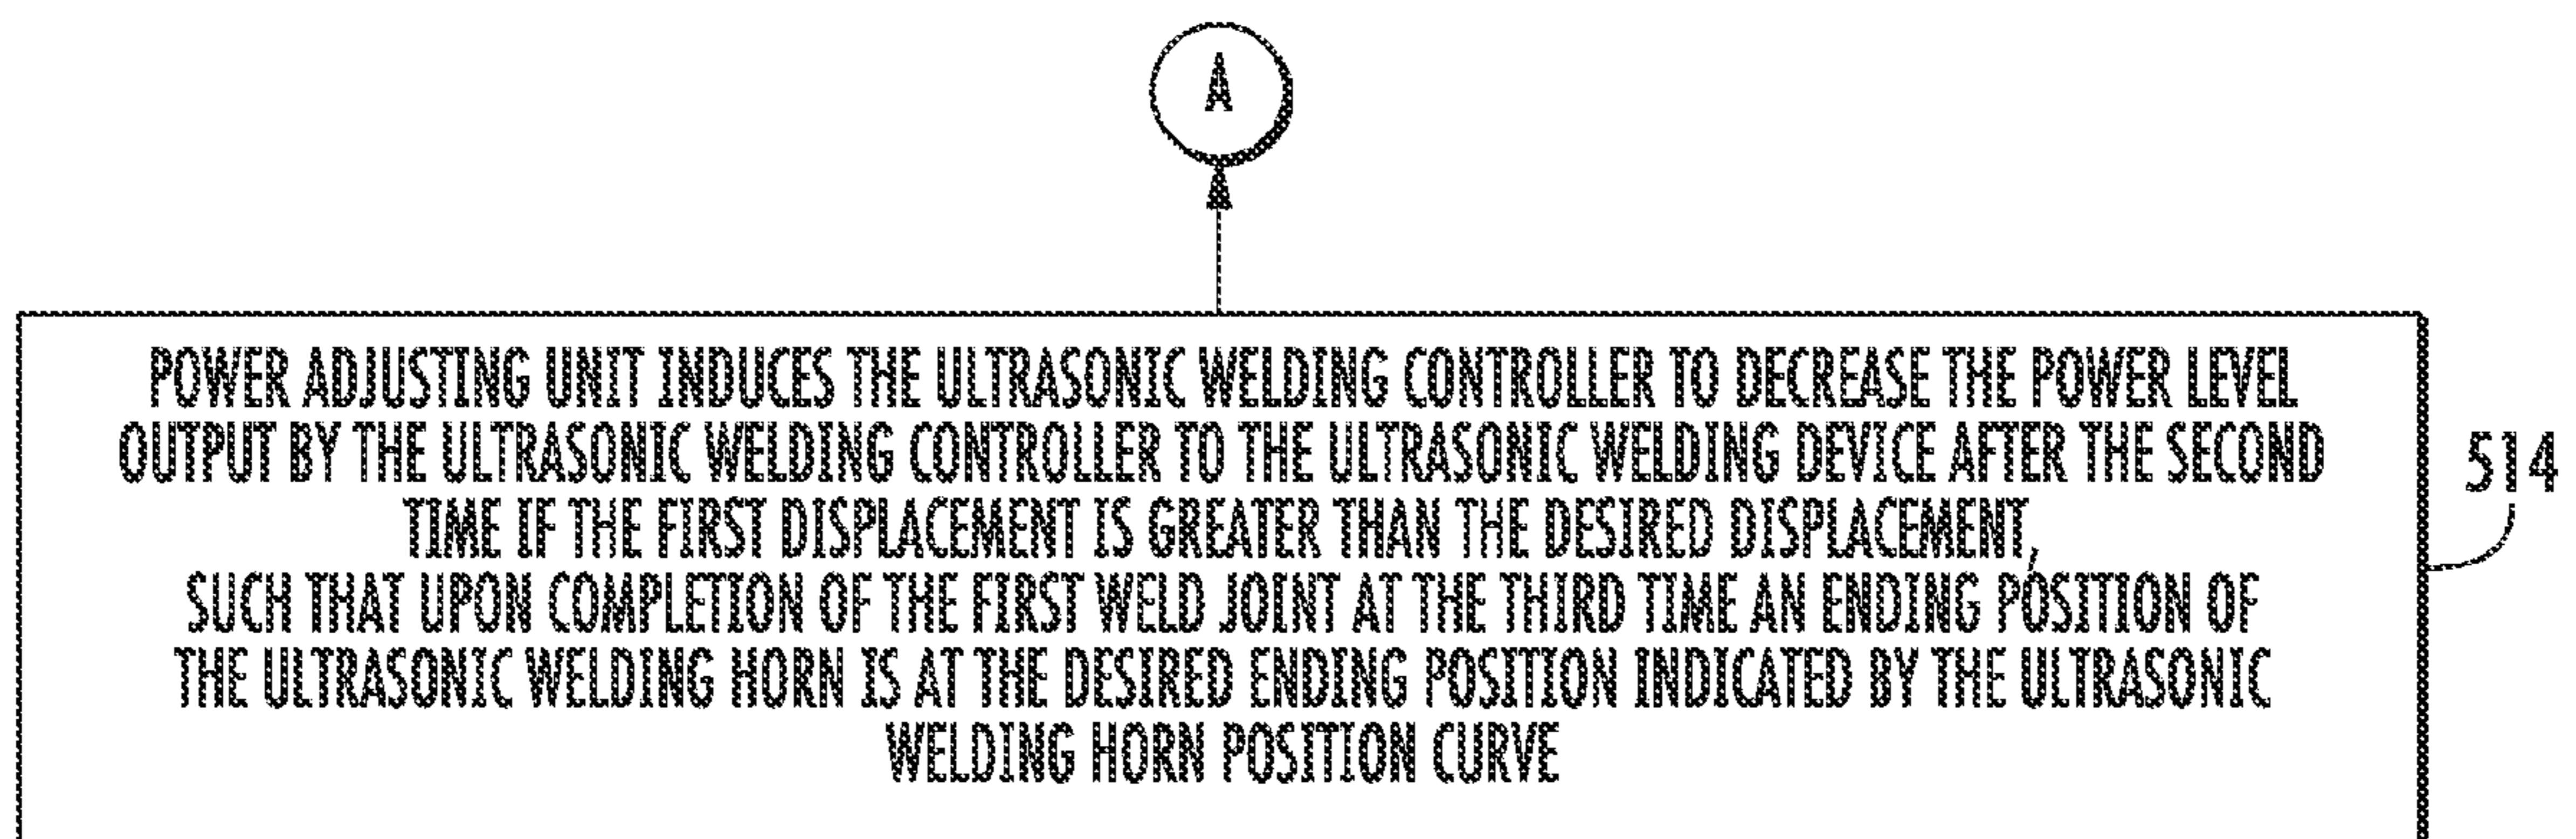 A
POWER ADJUSTING UNIT INDUCES THE ULTRASONIC WELDING CONTROLLER TO DECREASE THE POWER LEVEL
OUTPUT BY THE ULTRASONIC WELDING CONTROLLER TO THE ULTRASONIC WELDING DEVICE AFTER THE SECOND
TIME IF THE FIRST DISPLACEMENT IS GREATER THAN THE DESIRED DISPLACEMENT,
SUCH THAT UPON COMPLETION OF THE FIRST WELD JOINT AT THE THIRD TIME AN ENDING POSITION OF
THE ULTRASONIC WELDING HORN IS AT THE DESIRED ENDING POSITION INDICATED BY THE ULTRASONIC
WELDING HORN POSITION CURVE
514